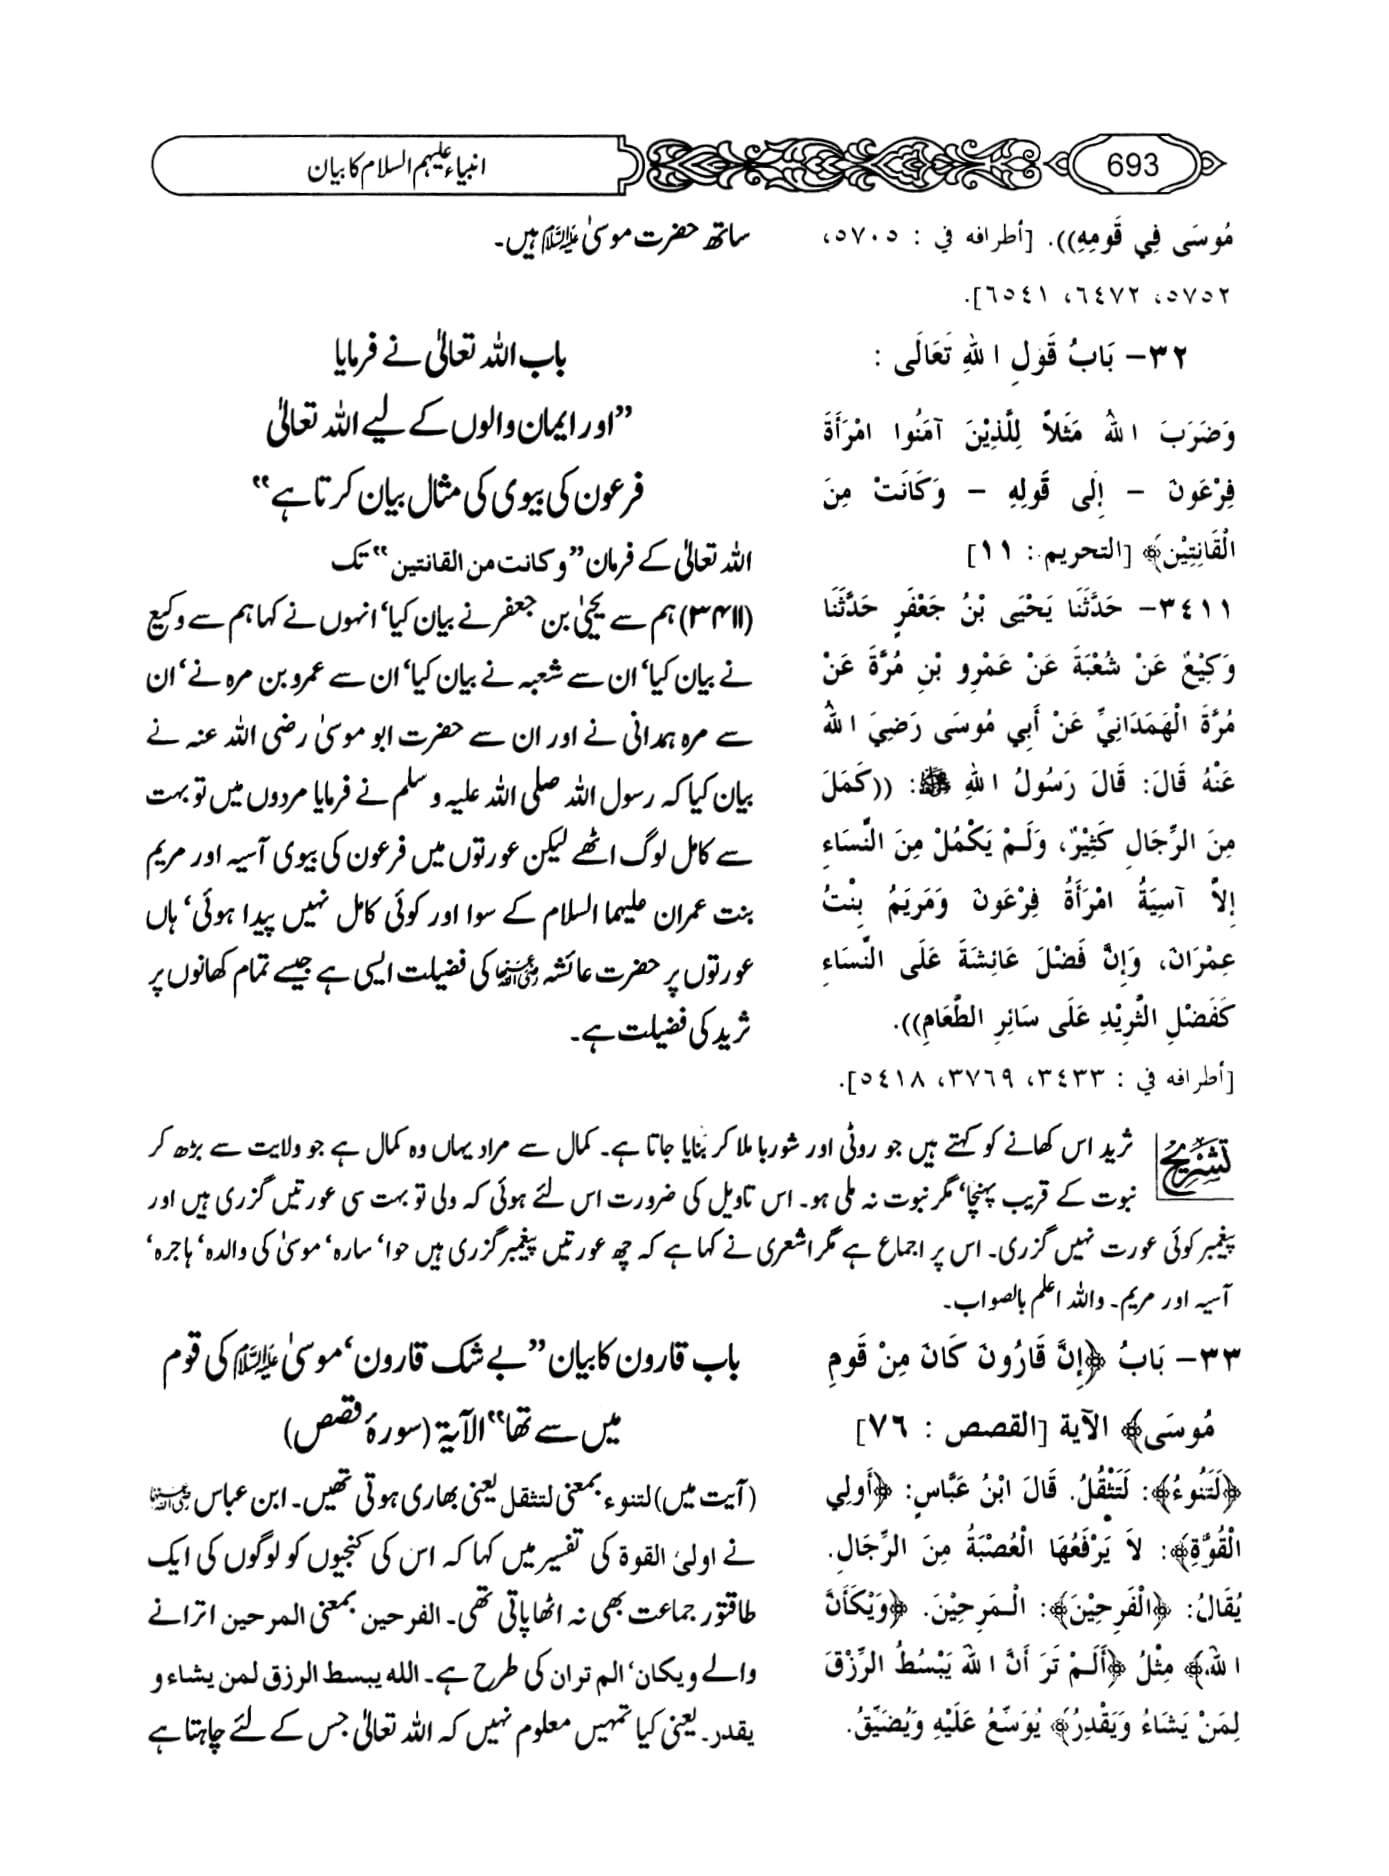 693
انبیاء علیہم السلام کا بیان
مُوسَى فِي قَومِهِ)). [أطرافه في : ٥٧٠٥،
٥٧٥٢، ٦٤٧٢، ٦٥٤١].
٣٢- بَابُ قَولِ اللهِ تَعَالَى :
وَضَرَبَ اللهُ مَثَلاً لِلَّذِيْنَ آمَنُوا امْرَأَةَ
فِرْعَونَ – إِلَى قَولِهِ – وَكَانَتْ مِنَ
الْقَانِتِيْنَ﴾ [التحريم : ١١]
٣٤١١- حَدَّثَنَا يَحْيَى بْنُ جَعْفَرٍ حَدَّثَنَا
وَكِيْعٌ عَنْ شُعْبَةَ عَنْ عَمْرِو بْنِ مُرَّةَ عَنْ
مُرَّةَ الْهَمَدَانِيِّ عَنْ أَبِي مُوسَى رَضِيَ اللهُ
عَنْهُ قَالَ: قَالَ رَسُولُ اللهِ ﷺ: ((كَمَلَ
مِنَ الرِّجَالِ كَثِيْرٌ، وَلَمْ يَكْمُلْ مِنَ النِّسَاءِ
إِلاَّ آسِيَةُ امْرَأَةُ فِرْعَونَ وَمَريَمُ بِنْتُ
عِمْرَانَ، وَإِنَّ فَضْلَ عَائِشَةَ عَلَى النِّسَاءِ
كَفَضْلِ الثَّرِيْدِ عَلَى سَائِرِ الطَّعَامِ)).
[أطرافه في : ٣٤٣٣، ٣٧٦٩، ٥٤١٨].
ساتھ حضرت موسیٰ علیہ السلام ہیں۔
باب اللہ تعالیٰ نے فرمایا
”اور ایمان والوں کے لیے اللہ تعالیٰ
فرعون کی بیوی کی مثال بیان کرتا ہے“
اللہ تعالیٰ کے فرمان ”وکانت من القانتین“ تک
(۳۴۱۱) ہم سے یحییٰ بن جعفر نے بیان کیا‘ انہوں نے کہا ہم سے وکیع
نے بیان کیا‘ ان سے شعبہ نے بیان کیا‘ ان سے عمرو بن مرہ نے‘ ان
سے مرہ ہمدانی نے اور ان سے حضرت ابو موسیٰ رضی اللہ عنہ نے
بیان کیا کہ رسول اللہ صلی اللہ علیہ و سلم نے فرمایا مردوں میں تو بہت
سے کامل لوگ اٹھے لیکن عورتوں میں فرعون کی بیوی آسیہ اور مریم
بنت عمران علیہما السلام کے سوا اور کوئی کامل نہیں پیدا ہوئی‘ ہاں
عورتوں پر حضرت عائشہ رضی اللہ عنہا کی فضیلت ایسی ہے جیسے تمام کھانوں پر
ثرید کی فضیلت ہے۔
تشریح ثرید اس کھانے کو کہتے ہیں جو روٹی اور شوربا ملا کر بنایا جاتا ہے۔ کمال سے مراد یہاں وہ کمال ہے جو ولایت سے بڑھ کر
نبوت کے قریب پہنچا‘ مگر نبوت نہ ملی ہو۔ اس تاویل کی ضرورت اس لئے ہوئی کہ ولی تو بہت سی عورتیں گزری ہیں اور
پیغمبر کوئی عورت نہیں گزری۔ اس پر اجماع ہے مگر اشعری نے کہا ہے کہ چھ عورتیں پیغمبر گزری ہیں حوا‘ سارہ‘ موسیٰ کی والدہ‘ ہاجرہ‘
آسیہ اور مریم۔ واللہ اعلم بالصواب۔
٣٣- بَابُ ﴿إِنَّ قَارُونَ كَانَ مِنْ قَومِ
مُوسَى﴾ الآية [القصص : ٧٦]
﴿لَتَنُوءُ﴾: لَتَثْقُلُ. قَالَ ابْنُ عَبَّاسٍ: ﴿أُولِي
الْقُوَّةِ﴾: لاَ يَرْفَعُهَا الْعُصْبَةُ مِنَ الرِّجَالِ.
يُقَالُ: ﴿الْفَرِحِيْنَ﴾: الْمَرِحِيْنَ. ﴿وَيْكَأَنَّ
اللهَ﴾ مِثْلُ ﴿أَلَمْ تَرَ أَنَّ اللهَ يَبْسُطُ الرِّزْقَ
لِمَنْ يَشَاءُ وَيَقْدِرُ﴾ يُوَسِّعُ عَلَيْهِ وَيُضَيِّقُ.
باب قارون کا بیان ”بے شک قارون‘ موسیٰ علیہ السلام کی قوم
میں سے تھا“ الآیۃ (سورۂ قصص)
(آیت میں) لتنوء بمعنی لتثقل یعنی بھاری ہوتی تھیں۔ ابن عباس رضی اللہ عنہما
نے اولی القوۃ کی تفسیر میں کہا کہ اس کی کنجیوں کو لوگوں کی ایک
طاقتور جماعت بھی نہ اٹھا پاتی تھی۔ الفرحین بمعنی المرحین اترانے
والے ویکان‘ الم تر ان کی طرح ہے۔ اللہ یبسط الرزق لمن یشاء و
یقدر۔ یعنی کیا تمہیں معلوم نہیں کہ اللہ تعالیٰ جس کے لئے چاہتا ہے